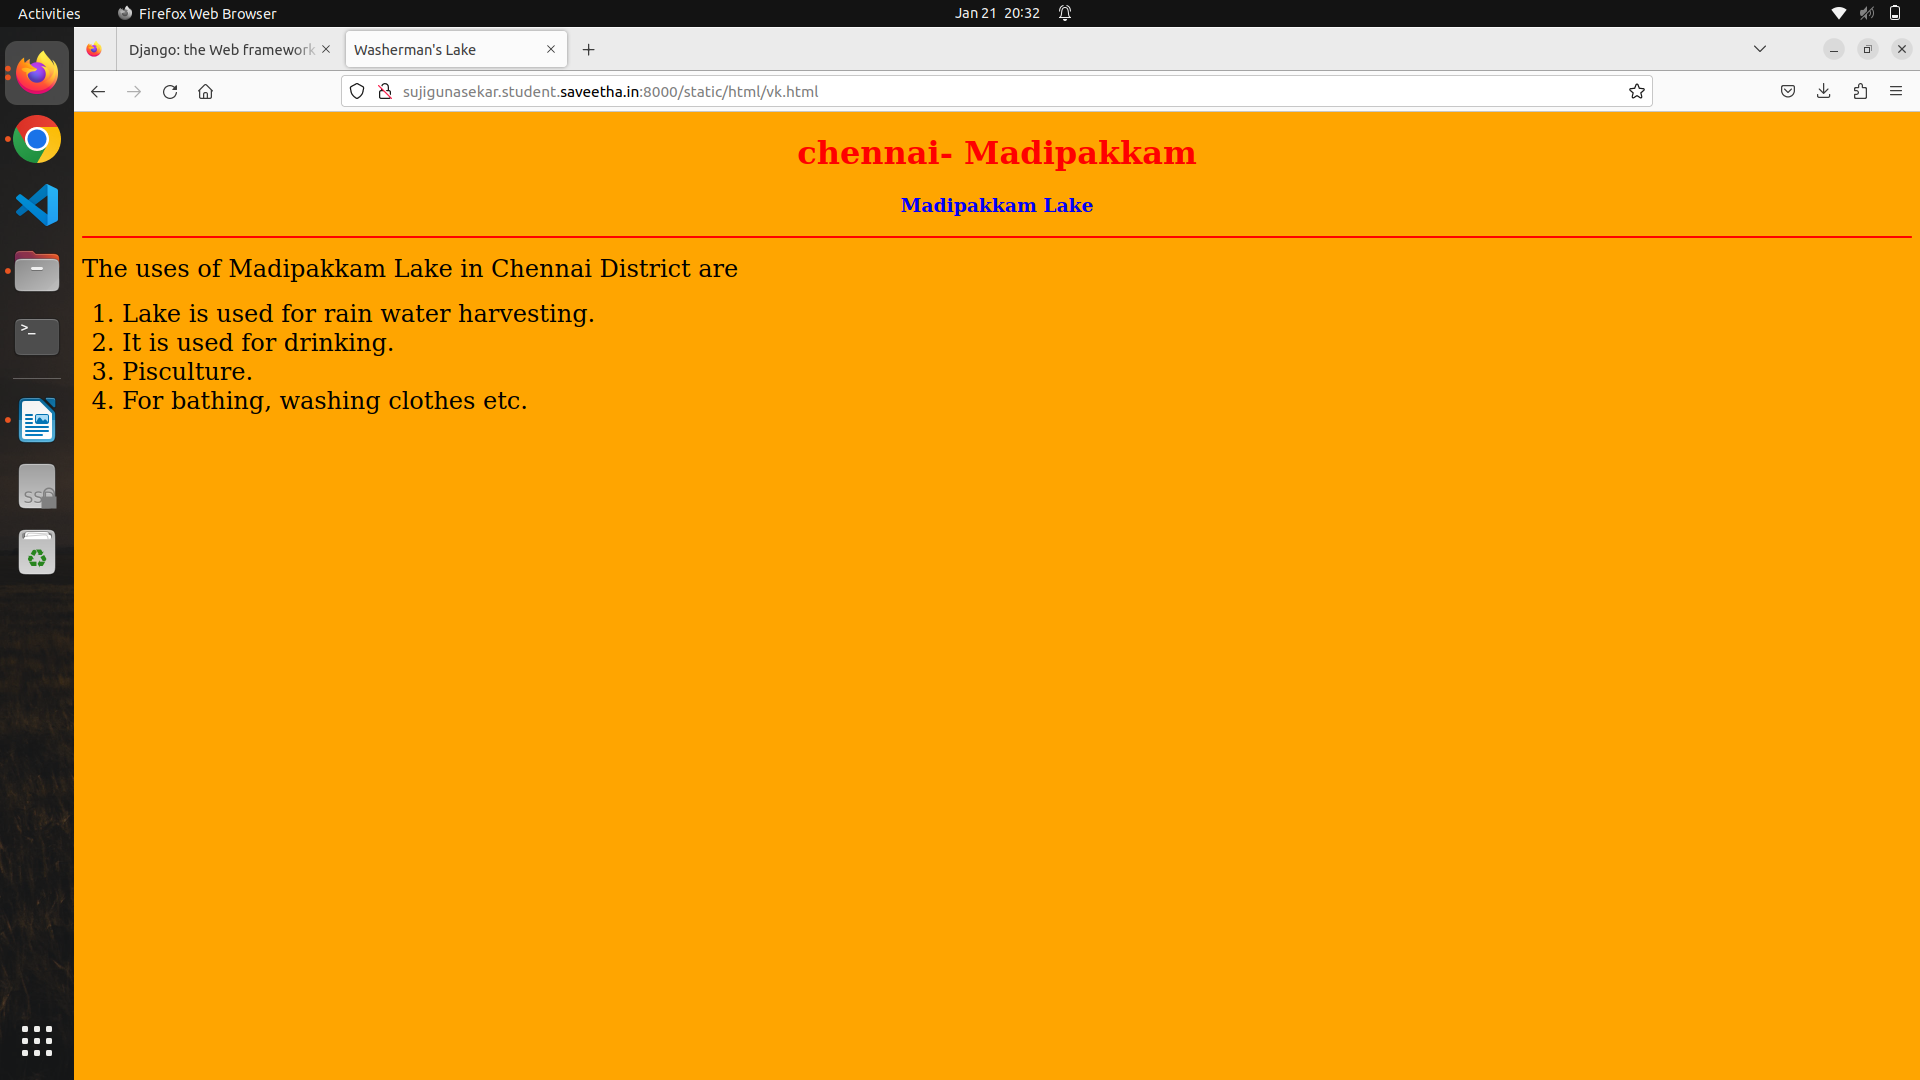 Activities Firefox Web Browser Jan 21 20:32
Django: the Web framework Washerman's Lake
sujigunasekar.student.saveetha.in:8000/static/html/vk.html
chennai- Madipakkam
Madipakkam Lake
The uses of Madipakkam Lake in Chennai District are
1. Lake is used for rain water harvesting.
2. It is used for drinking.
3. Pisculture.
4. For bathing, washing clothes etc.
>_
SS